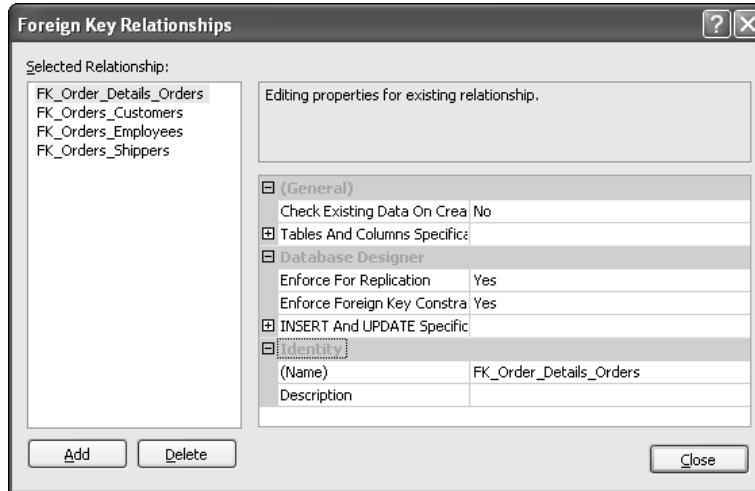 Foreign Key Relationships
Selected Relationship:
FK_Order_Details_Orders
FK_Orders_Customers
FK_Orders_Employees
FK_Orders_Shippers
Editing properties for existing relationship.
(General)
Check Existing Data On Crea No
Tables And Columns Specifica
Database Designer
Enforce For Replication Yes
Enforce Foreign Key Constra Yes
INSERT And UPDATE Specific
Identity
(Name) FK_Order_Details_Orders
Description
Add Delete
Close